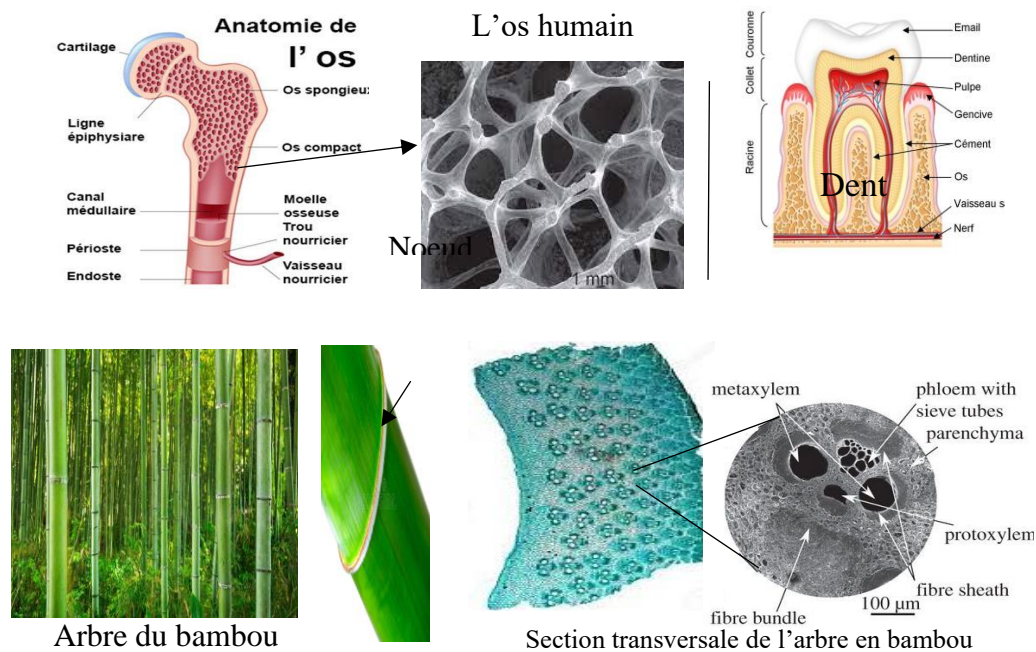 Anatomie de
l' os
Cartilage
Os spongieux
Ligne
épiphysiaire
Os compact
Canal
médullaire
Moelle
osseuse
Trou
nourricier
Périoste
Vaisseau
nourricier
Endoste
L'os humain
Noeud
1 mm
Couronne
Collet
Racine
Email
Dentine
Pulpe
Gencive
Cément
Os
Vaisseau s
Nerf
Dent
Arbre du bambou
metaxylem
phloem with
sieve tubes
parenchyma
protoxylem
fibre sheath
fibre bundle
100 µm
Section transversale de l'arbre en bambou